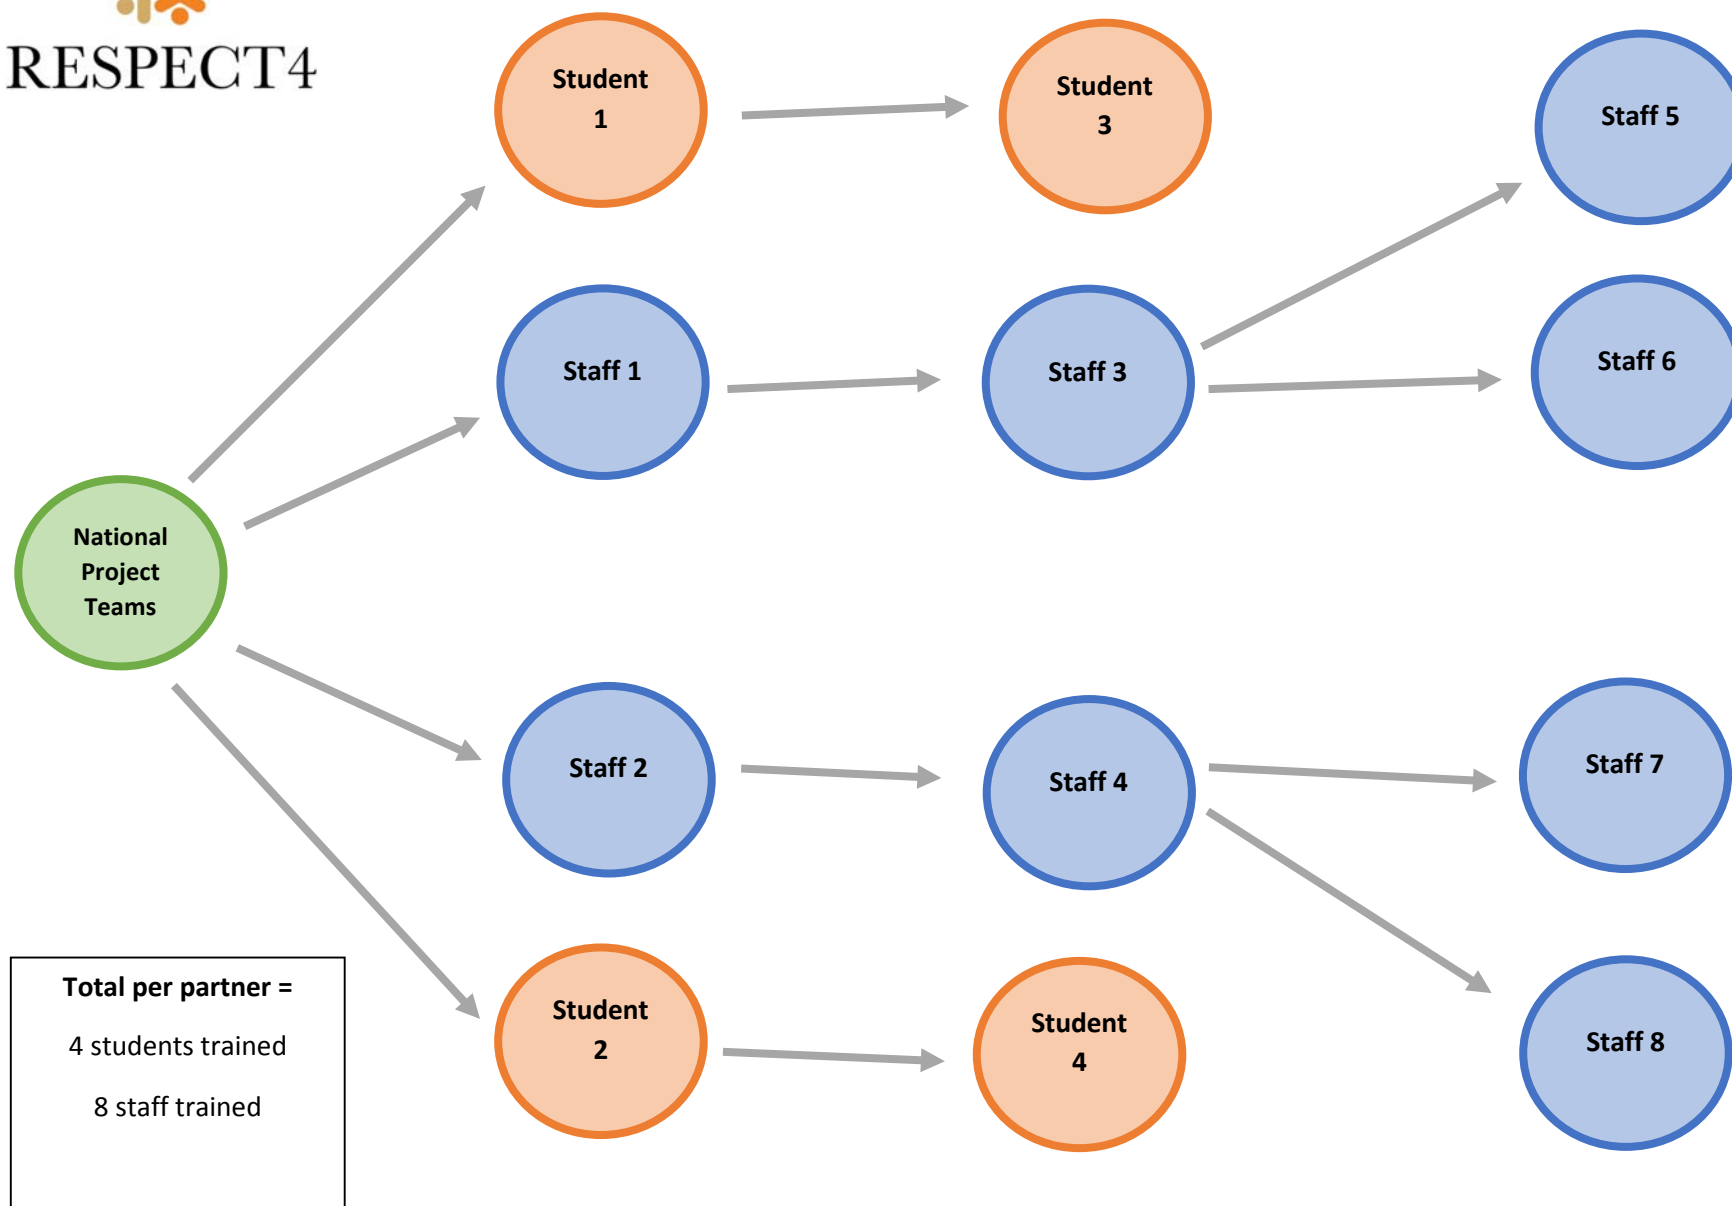 RESPECT4
Student
1
Student
3
Staff 5
Staff 1
Staff 3
Staff 6
National
Project
Teams
Staff 2
Staff 4
Staff 7
Student
2
Student
4
Staff 8
Total per partner =
4 students trained
8 staff trained